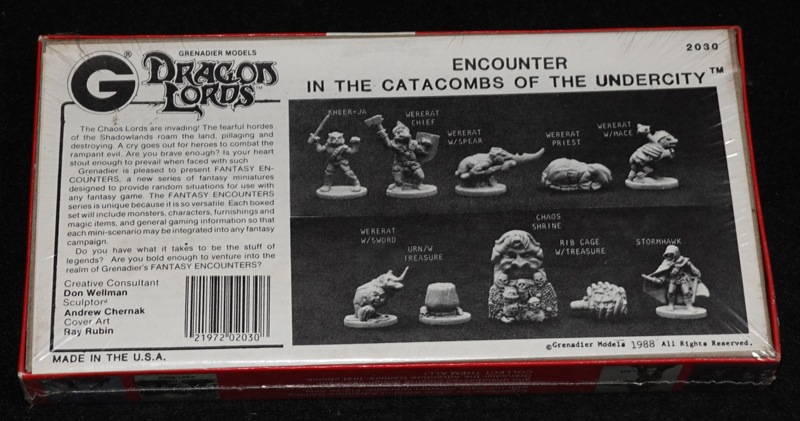 GRENADIER MODELS
G®
DRAGON
LORDS™
2030
ENCOUNTER
IN THE CATACOMBS OF THE UNDERCITY™
The Chaos Lords are invading! The fearful hordes
of the Shadowlands roam the land, pillaging and
destroying. A cry goes out for heroes to combat the
rampant evil. Are you brave enough? Is your heart
stout enough to prevail when faced with such
Grenadier is pleased to present FANTASY EN-
COUNTERS, a new series of fantasy miniatures
designed to provide random situations for use with
any fantasy game. The FANTASY ENCOUNTERS
series is unique because it is so versatile. Each boxed
set will include monsters, characters, furnishings and
magic items, and general gaming information so that
each mini-scenario may be integrated into any fantasy
campaign.
Do you have what it takes to be the stuff of
legends? Are you bold enough to venture into the
realm of Grenadier's FANTASY ENCOUNTERS?
Creative Consultant
Don Wellman
Sculptor
Andrew Chernak
Cover Art
Ray Rubin
21972 02030
MADE IN THE U.S.A.
KHEER-JA
WERERAT
CHIEF
WERERAT
W/SPEAR
WERERAT
PRIEST
WERERAT
W/MACE
WERERAT
W/SWORD
URN/W
TREASURE
CHAOS
SHRINE
RIB CAGE
W/TREASURE
STORMHAWK
©Grenadier Models 1988 All Rights Reserved.